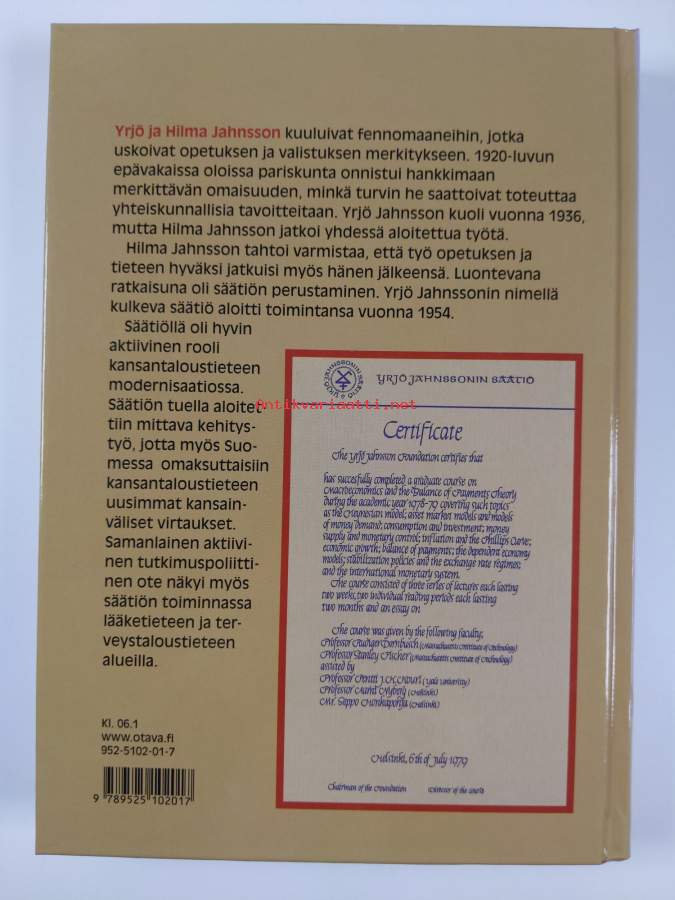 Yrjö ja Hilma Jahnsson kuuluivat fennomaaneihin, jotka
uskoivat opetuksen ja valistuksen merkitykseen. 1920-luvun
epävakaissa oloissa pariskunta onnistui hankkimaan
merkittävän omaisuuden, minkä turvin he saattoivat toteuttaa
yhteiskunnallisia tavoitteitaan. Yrjö Jahnsson kuoli vuonna 1936,
mutta Hilma Jahnsson jatkoi yhdessä aloitettua työtä.
Hilma Jahnsson tahtoi varmistaa, että työ opetuksen ja
tieteen hyväksi jatkuisi myös hänen jälkeensä. Luontevana
ratkaisuna oli säätiön perustaminen. Yrjö Jahnssonin nimellä
kulkeva säätiö aloitti toimintansa vuonna 1954.
Säätiöllä oli hyvin
aktiivinen rooli
kansantaloustieteen
modernisaatiossa.
Säätiön tuella aloitet-
tiin mittava kehitys-
työ, jotta myös Suo-
messa omaksuttaisiin
kansantaloustieteen
uusimmat kansain-
väliset virtaukset.
Samanlainen aktiivi-
nen tutkimuspoliitti-
nen ote näkyi myös
säätiön toiminnassa
lääketieteen ja ter-
veystaloustieteen
alueilla.
Kl. 06.1
www.otava.fi
952-5102-01-7
9 789525 102017
Antikvariaatti.net
YRJÖ JAHNSSONIN SÄÄTIÖ
YRJÖ JAHNSSONIN SÄÄTIÖ
Certificate
The Yrjö Jahnsson Foundation certifies that
has succesfully completed a graduate course on
Macroeconomics and the Balance of Payments Theory
during the academic year 1978-79 covering such topics
as the Keynesian model; asset market models and models
of money demand; consumption and investment; money
supply and monetary control; inflation and the Phillips Curve;
economic growth; balance of payments; the dependent economy
models; stabilization policies and the exchange rate regimes;
and the international monetary system.
The course consisted of three series of lectures each lasting
two weeks, two individual reading periods each lasting
two months and an essay on
The course was given by the following faculty;
Professor Rudiger Dornbusch (Massachusetts Institute of Technology)
Professor Stanley Fischer (Massachusetts Institute of Technology)
assisted by
Professor Pentti J.K. Kouri (Yale University)
Professor Lars Nyberg (Helsinki)
Mr. Seppo Honkapohja (Helsinki)
Helsinki, 6th of July 1979
Chairman of the Foundation
Director of the course